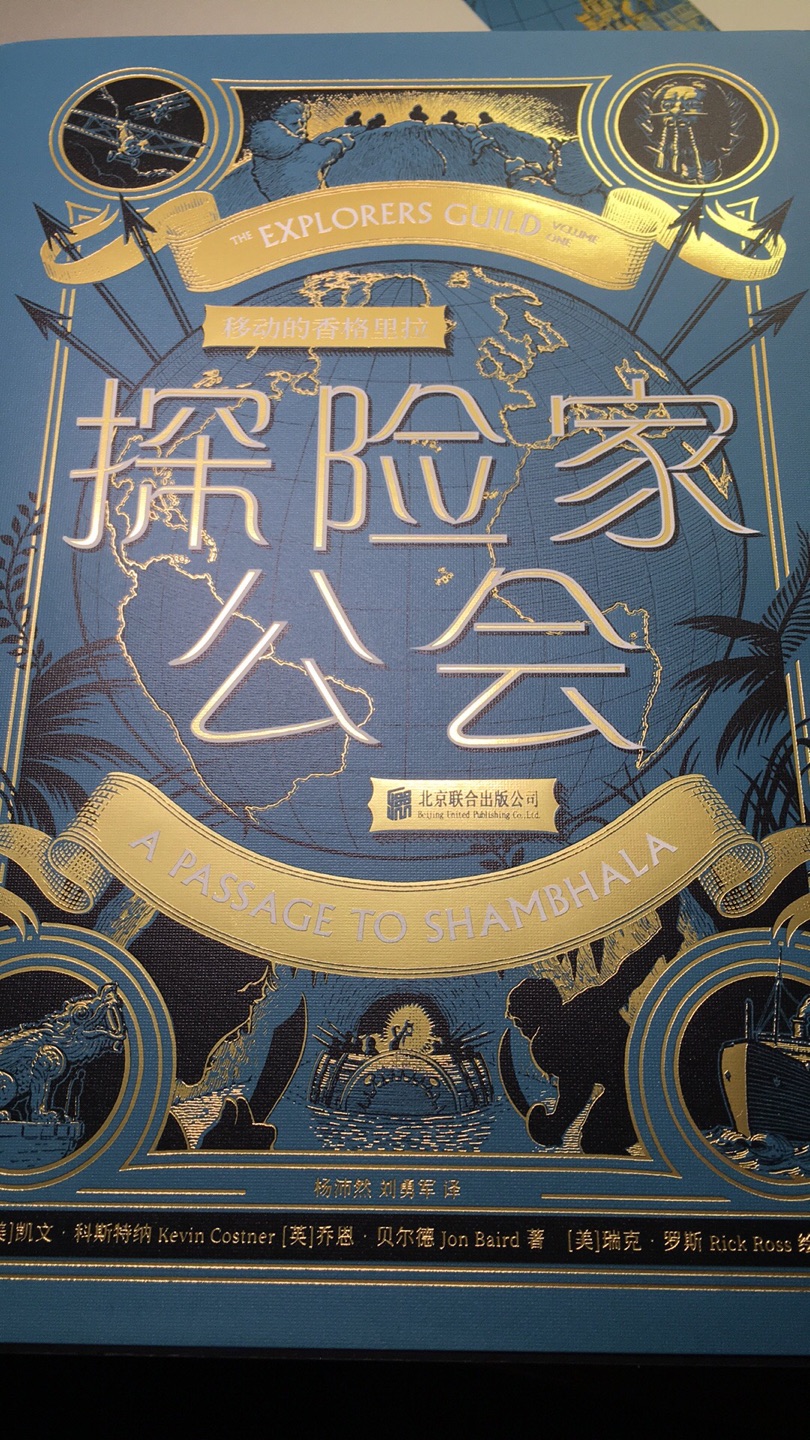 THE EXPLORERS GUILD VOLUME ONE
移动的香格里拉
探险家
公会
北京联合出版公司
Beijing United Publishing Co.,Ltd.
A PASSAGE TO SHAMBHALA
杨沛然 刘勇军 译
美]凯文·科斯特纳 Kevin Costner [英]乔恩·贝尔德 Jon Baird 著 [美]瑞克·罗斯 Rick Ross 绘